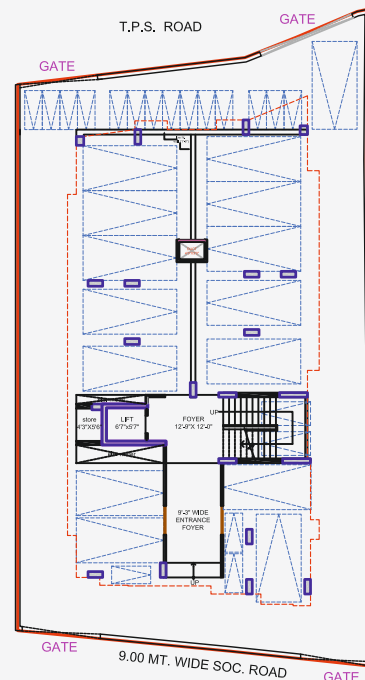 T.P.S. ROAD
GATE
GATE
UP
store
4'3"X5'6"
LIFT
6'7"x5'7"
FOYER
12'-9" X 12'-0"
9'-3" WIDE
ENTRANCE
FOYER
UP
GATE
9.00 MT. WIDE SOC. ROAD
GATE